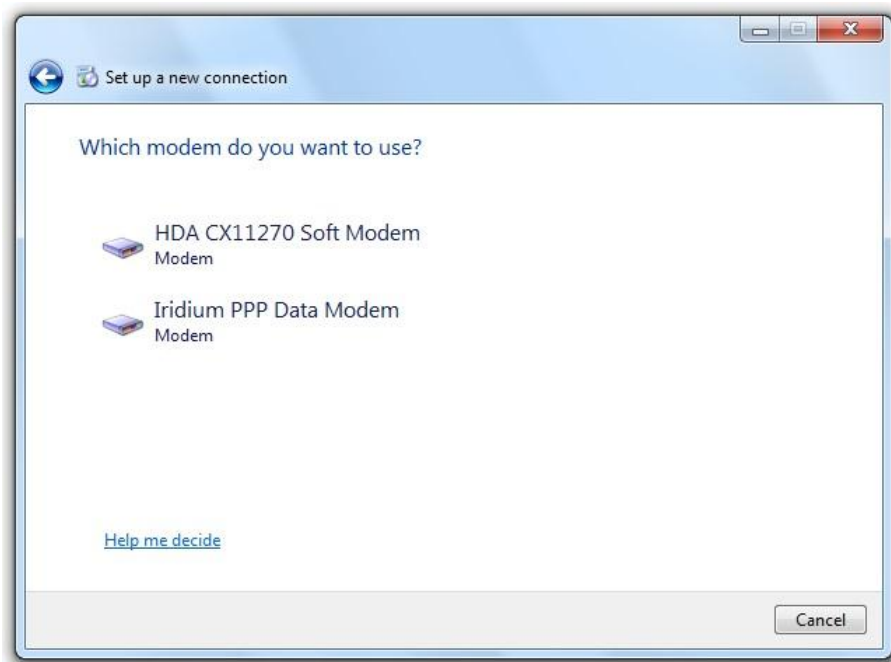 Set up a new connection
Which modem do you want to use?
HDA CX11270 Soft Modem
Modem
Iridium PPP Data Modem
Modem
Help me decide
Cancel